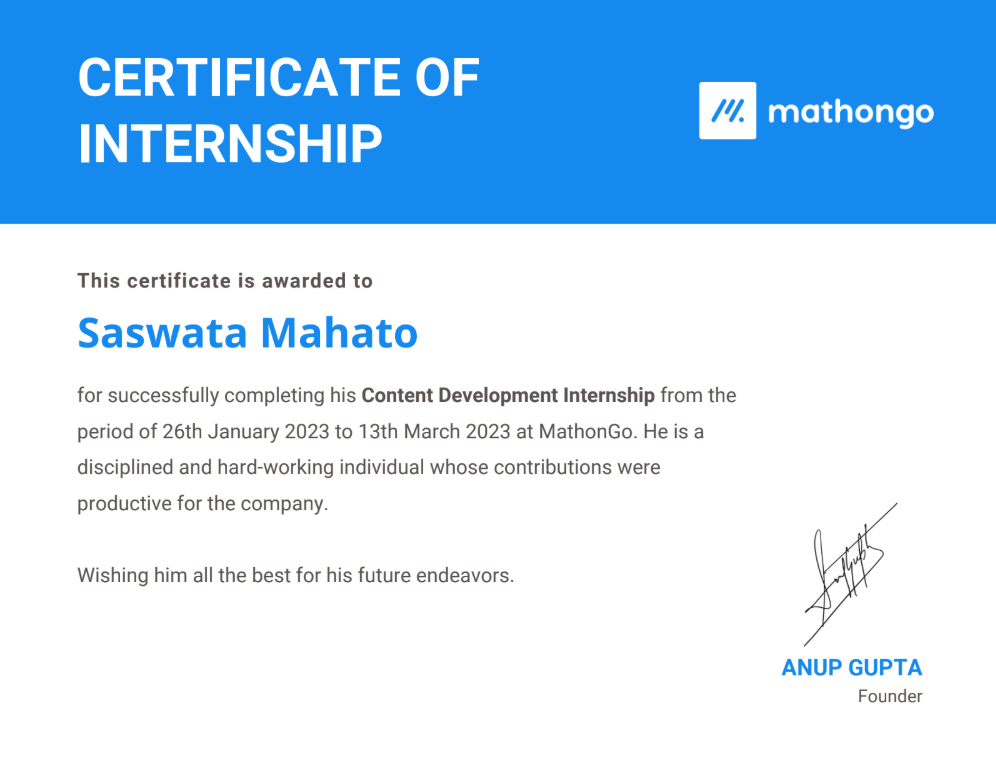 CERTIFICATE OF
INTERNSHIP
mathongo
This certificate is awarded to
Saswata Mahato
for successfully completing his Content Development Internship from the
period of 26th January 2023 to 13th March 2023 at MathonGo. He is a
disciplined and hard-working individual whose contributions were
productive for the company.
Wishing him all the best for his future endeavors.
ANUP GUPTA
Founder